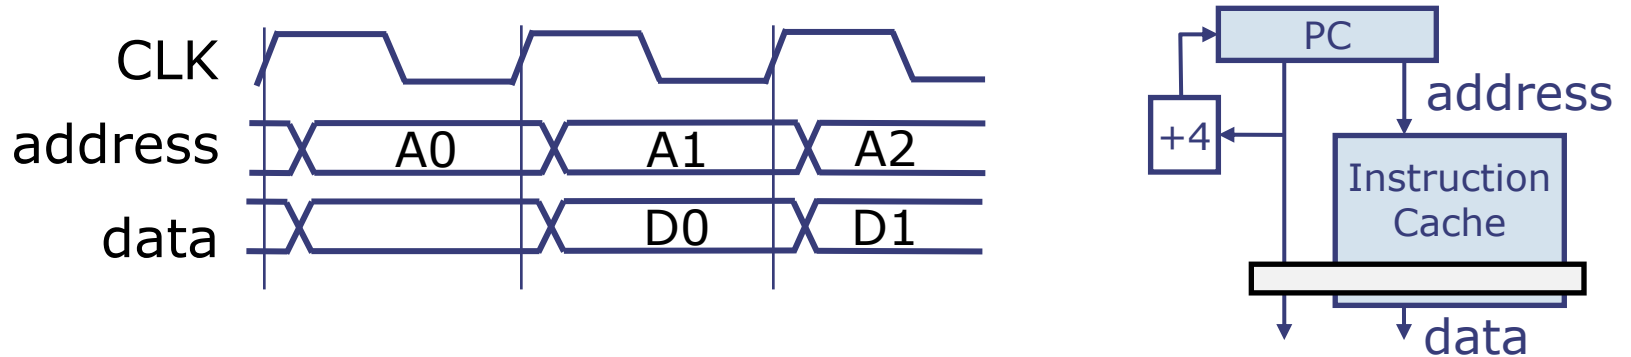 CLK
address
A0
A1
A2
data
D0
D1
PC
address
+4
Instruction
Cache
data